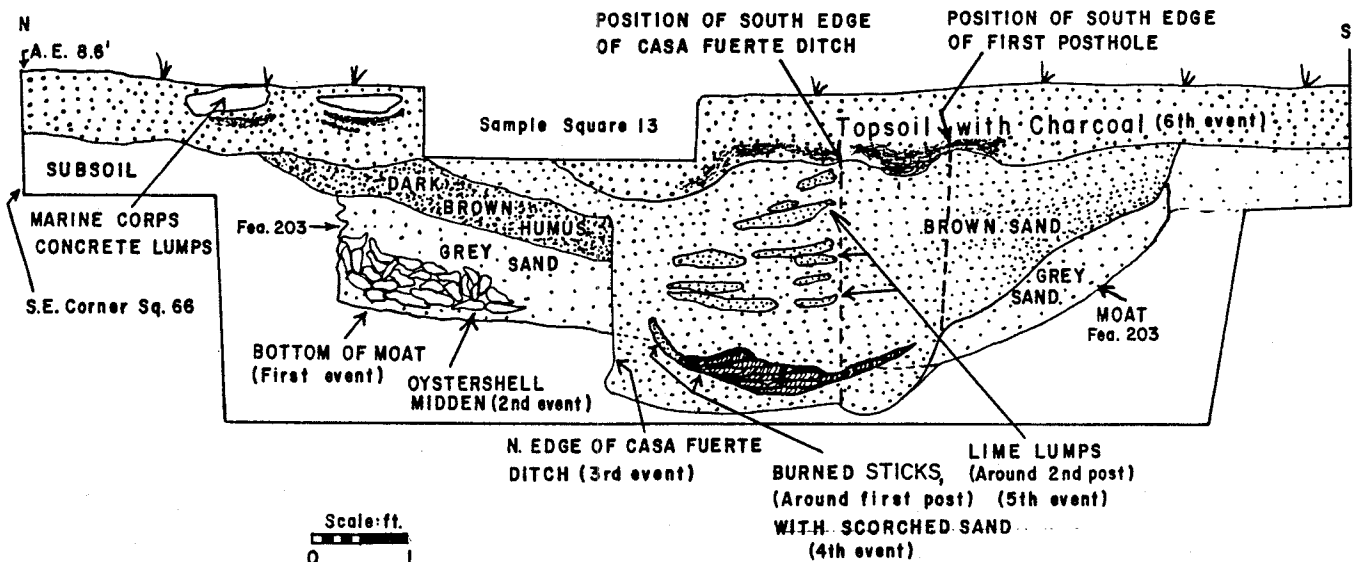 N
A.E. 8.6'
POSITION OF SOUTH EDGE
OF CASA FUERTE DITCH
POSITION OF SOUTH EDGE
OF FIRST POSTHOLE
S
Sample Square 13
Topsoil with Charcoal (6th event)
SUBSOIL
DARK
BROWN
HUMUS
MARINE CORPS
CONCRETE LUMPS
Fea. 203
GREY
SAND
BROWN SAND
GREY
SAND
S.E. Corner Sq. 66
MOAT
Fea. 203
BOTTOM OF MOAT
(First event)
OYSTERSHELL
MIDDEN (2nd event)
N. EDGE OF CASA FUERTE
DITCH (3rd event)
BURNED STICKS,
(Around first post)
WITH SCORCHED SAND
(4th event)
LIME LUMPS
(Around 2nd post)
(5th event)
Scale: ft.
0 1